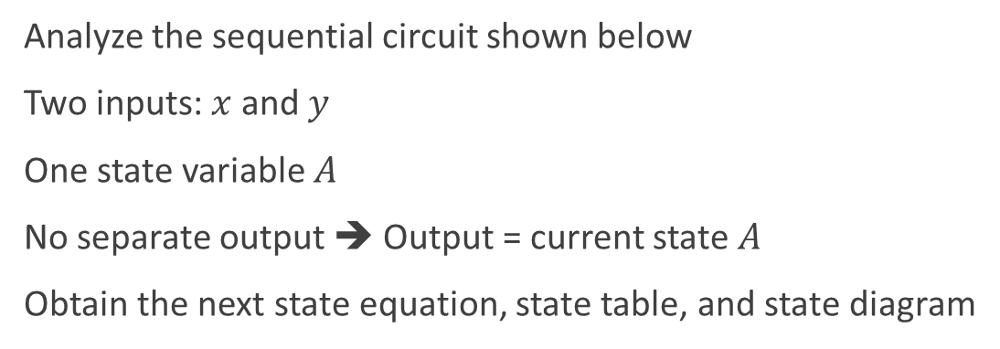 Analyze the sequential circuit shown below
Two inputs: x and y
One state variable A
No separate output ➔ Output = current state A
Obtain the next state equation, state table, and state diagram